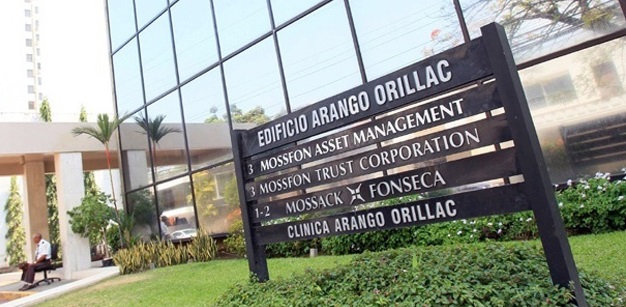 EDIFICIO ARANGO ORILLAC
3 MOSSFON ASSET MANAGEMENT
3 MOSSFON TRUST CORPORATION
1-2 MOSSACK FONSECA
CLINICA ARANGO ORILLAC